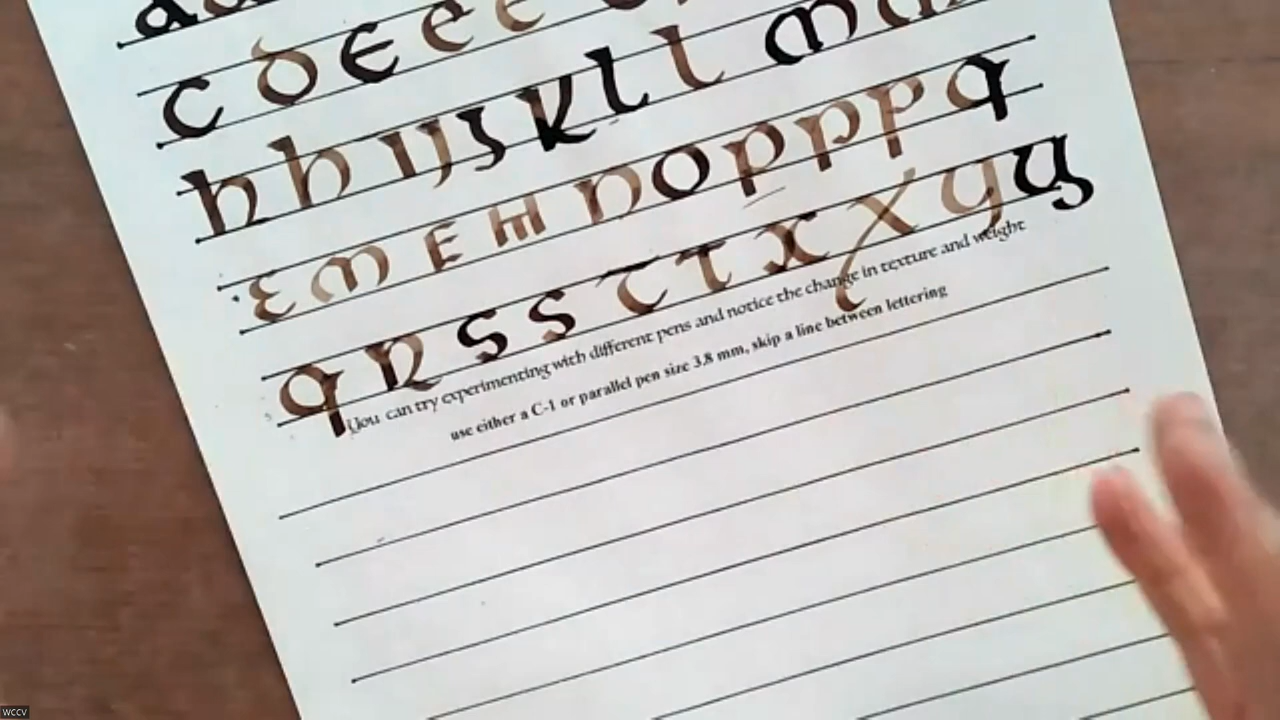 a
c d e e e
h h i j s k l l m
e m E m n o p p p q q
q n s s t t x x y y
You can try experimenting with different pens and notice the change in texture and weight
use either a C-1 or parallel pen size 3.8 mm, skip a line between lettering
WCCV